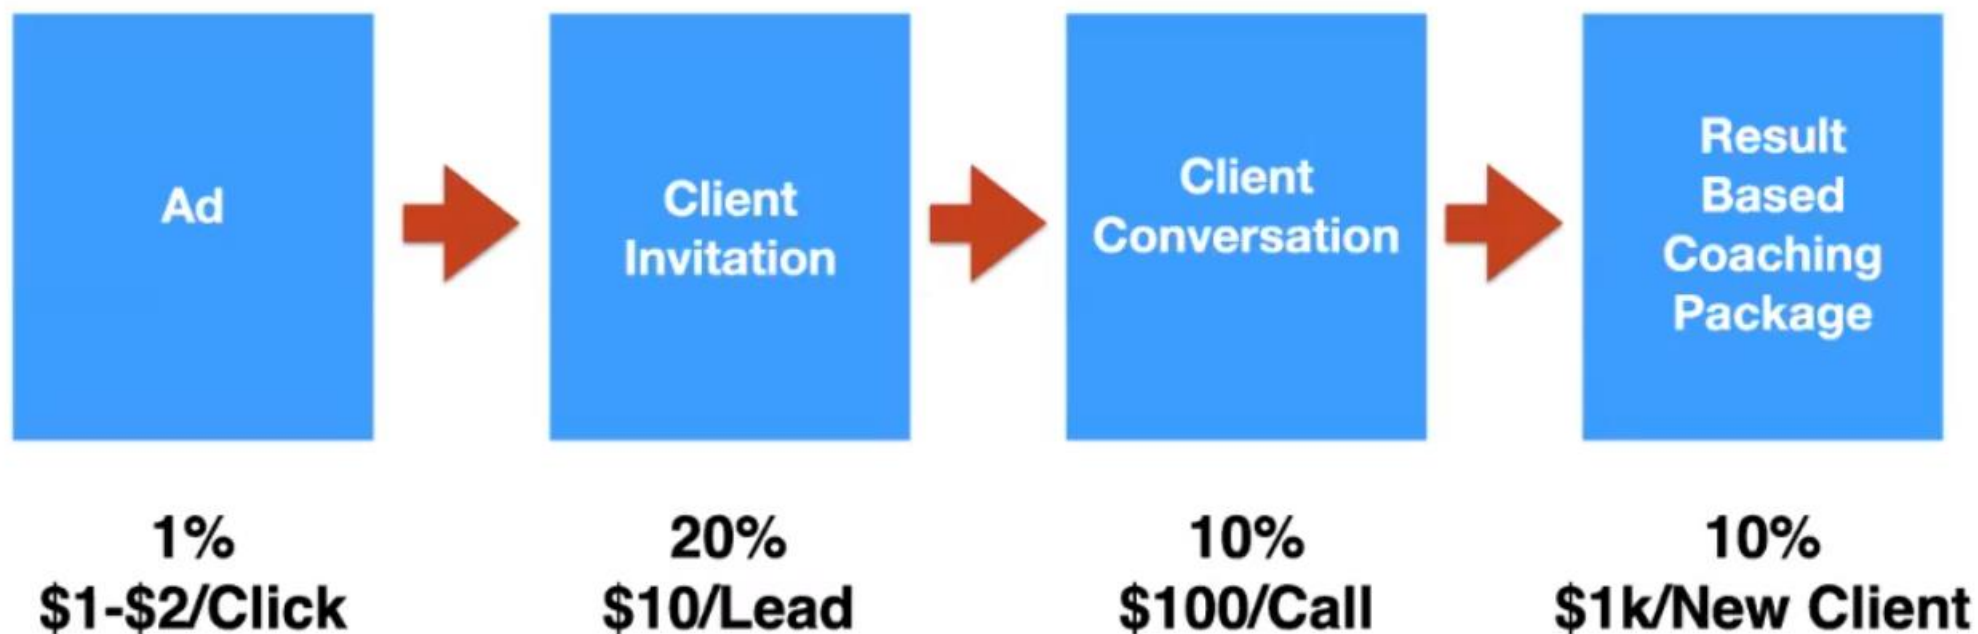 Ad
Client
Invitation
Client
Conversation
Result
Based
Coaching
Package
1%
$1-$2/Click
20%
$10/Lead
10%
$100/Call
10%
$1k/New Client